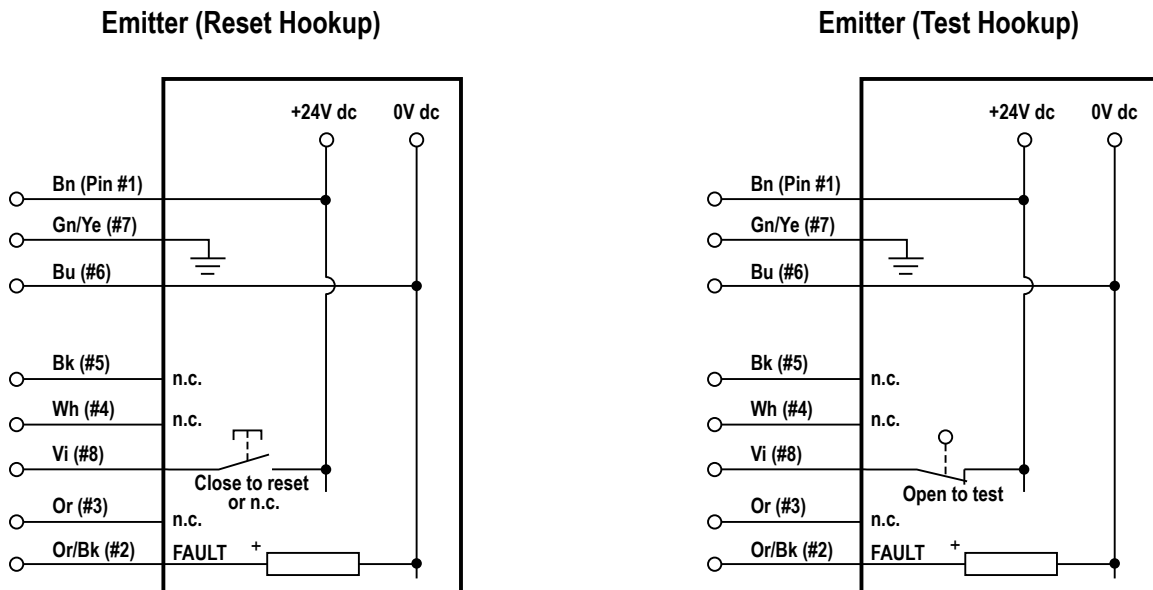 Emitter (Reset Hookup)
+24V dc 0V dc
Bn (Pin #1)
Gn/Ye (#7)
Bu (#6)
Bk (#5)
n.c.
Wh (#4)
n.c.
Vi (#8)
Close to reset
or n.c.
Or (#3)
n.c.
Or/Bk (#2)
FAULT +
Emitter (Test Hookup)
+24V dc 0V dc
Bn (Pin #1)
Gn/Ye (#7)
Bu (#6)
Bk (#5)
n.c.
Wh (#4)
n.c.
Vi (#8)
Open to test
Or (#3)
n.c.
Or/Bk (#2)
FAULT +